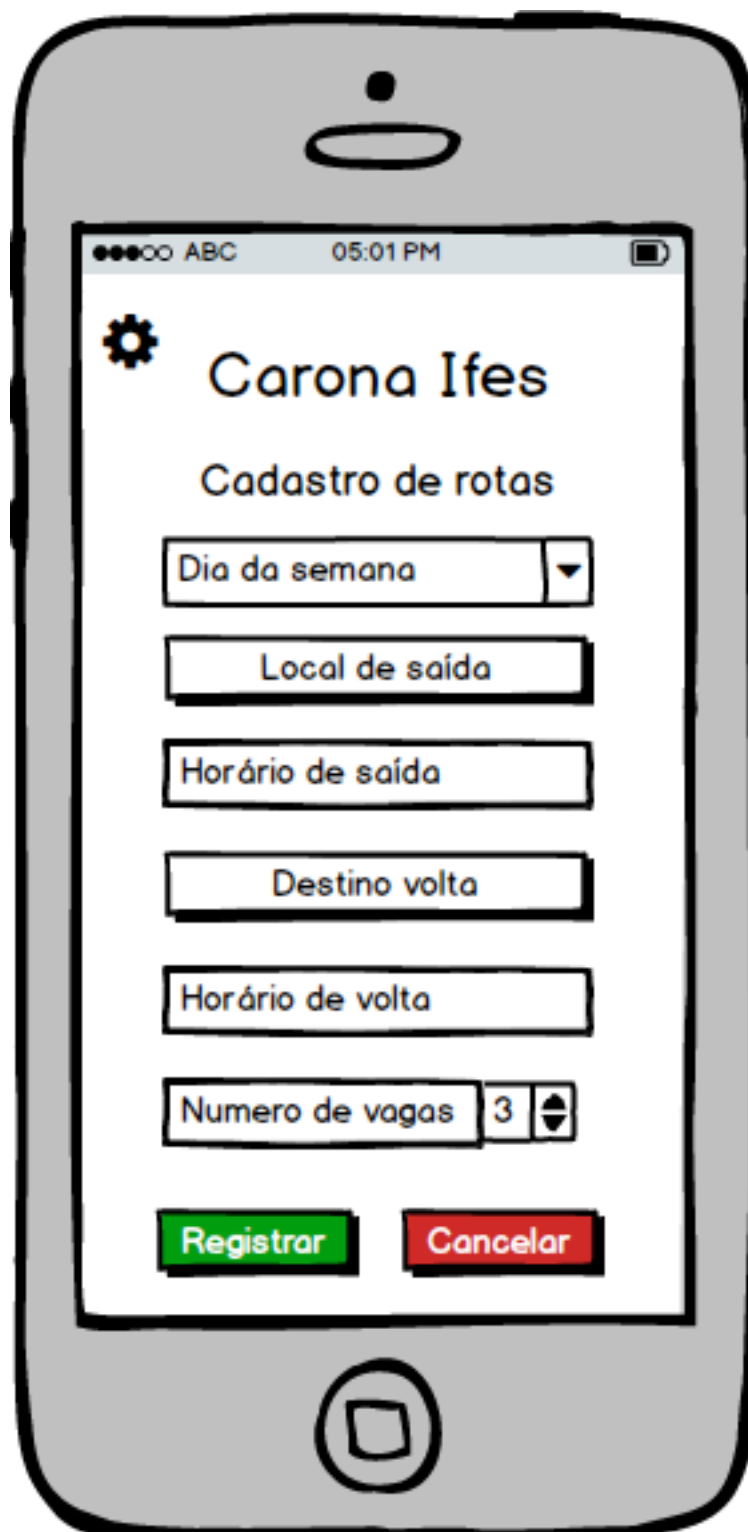 ABC 05:01 PM
Carona Ifes
Cadastro de rotas
Dia da semana
Local de saída
Horário de saída
Destino volta
Horário de volta
Numero de vagas 3
Registrar Cancelar